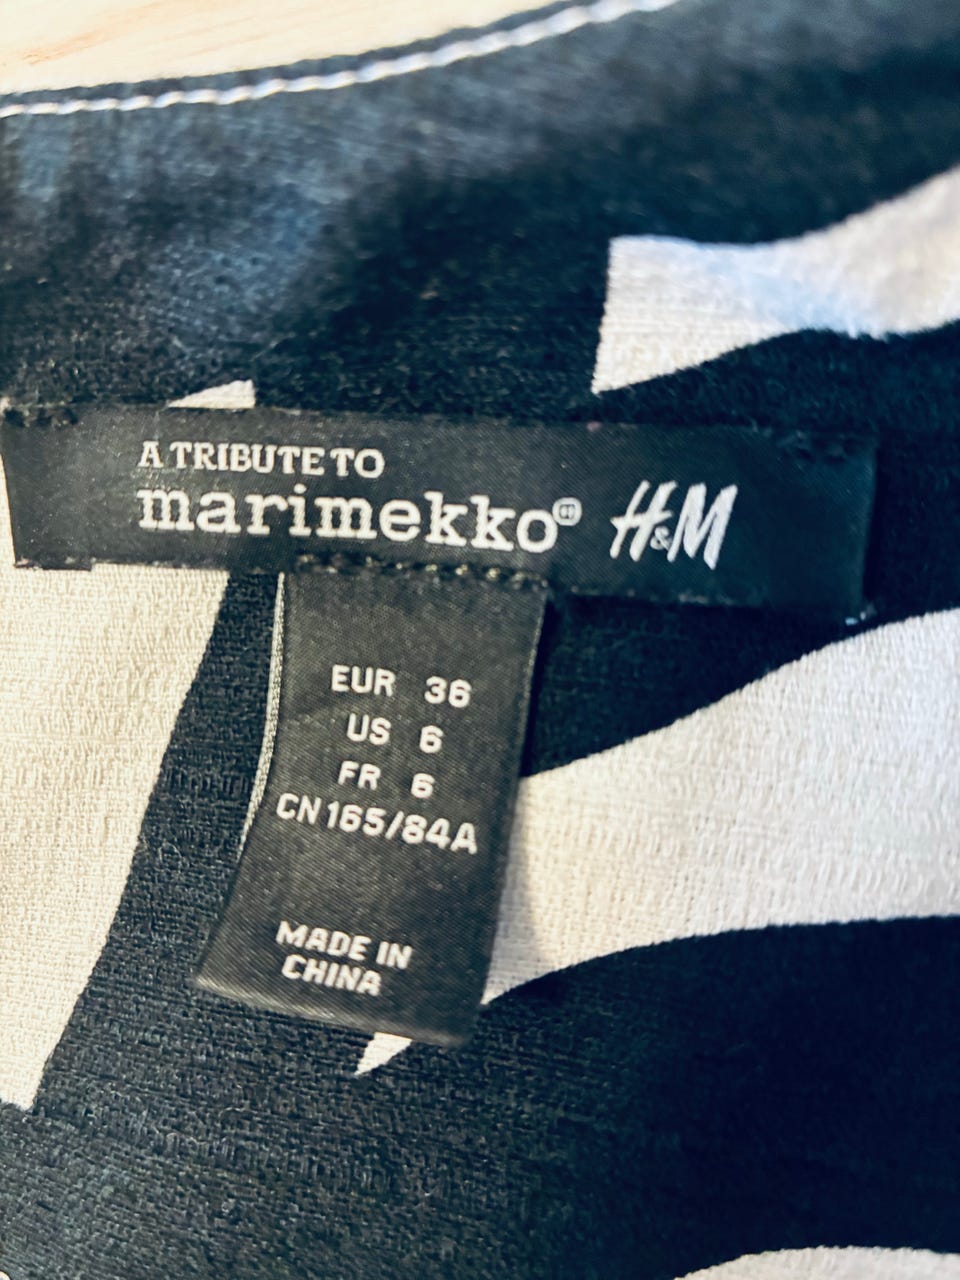 A TRIBUTE TO
marimekko® H&M
EUR 36
US 6
FR 6
CN 165/84A
MADE IN
CHINA